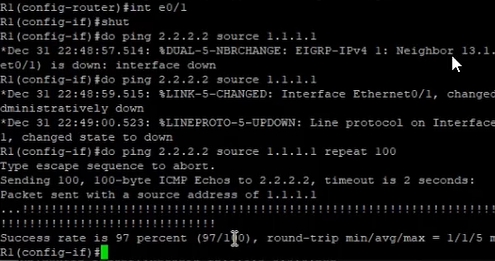 R1(config-router)#int e0/1
R1(config-if)#shut
R1(config-if)#do ping 2.2.2.2 source 1.1.1.1
*Dec 31 22:48:57.514: %DUAL-5-NBRCHANGE: EIGRP-IPv4 1: Neighbor 13.1.
et0/1) is down: interface down
R1(config-if)#do ping 2.2.2.2 source 1.1.1.1
*Dec 31 22:48:59.515: %LINK-5-CHANGED: Interface Ethernet0/1, changed
dministratively down
*Dec 31 22:49:00.523: %LINEPROTO-5-UPDOWN: Line protocol on Interface
1, changed state to down
R1(config-if)#do ping 2.2.2.2 source 1.1.1.1 repeat 100
Type escape sequence to abort.
Sending 100, 100-byte ICMP Echos to 2.2.2.2, timeout is 2 seconds:
Packet sent with a source address of 1.1.1.1
...!!!!!!!!!!!!!!!!!!!!!!!!!!!!!!!!!!!!!!!!!!!!!!!!!!!!!!!!!!!!!!!!!!
!!!!!!!!!!!!!!!!!!!!!!!!!!!!!!
Success rate is 97 percent (97/100), round-trip min/avg/max = 1/1/5 m
R1(config-if)#